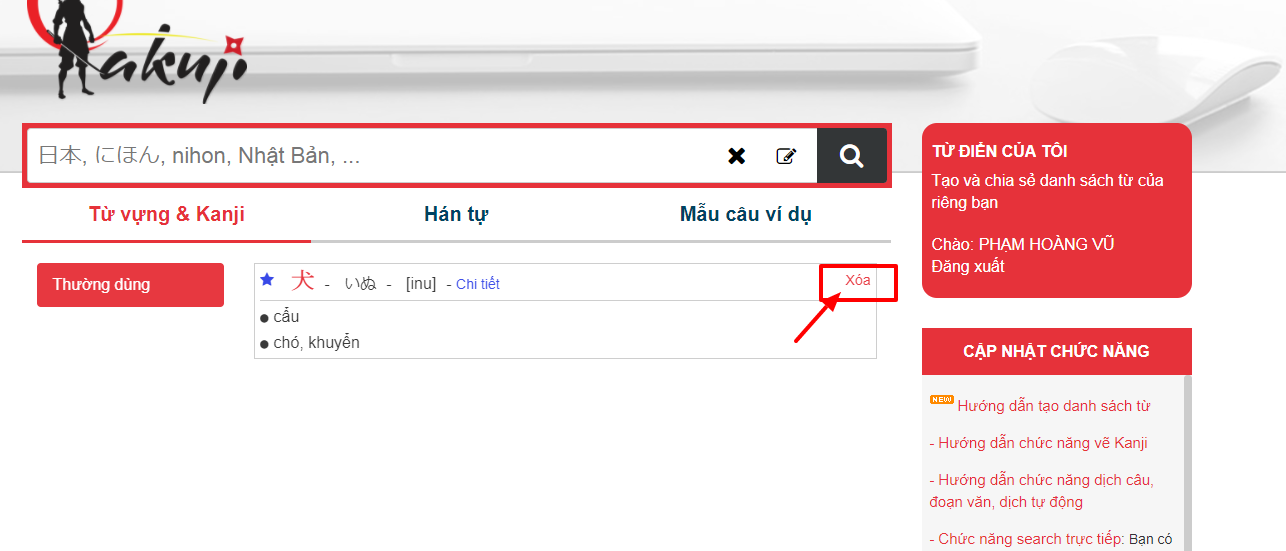 akuji
日本, にほん, nihon, Nhật Bản, ...
Từ vựng & Kanji Hán tự Mẫu câu ví dụ
Thường dùng
犬 - いぬ - [inu] - Chi tiết Xóa
cẩu
chó, khuyển
TỪ ĐIỂN CỦA TÔI
Tạo và chia sẻ danh sách từ của
riêng bạn
Chào: PHẠM HOÀNG VŨ
Đăng xuất
CẬP NHẬT CHỨC NĂNG
NEW Hướng dẫn tạo danh sách từ
- Hướng dẫn chức năng vẽ Kanji
- Hướng dẫn chức năng dịch câu,
đoạn văn, dịch tự động
- Chức năng search trực tiếp: Bạn có